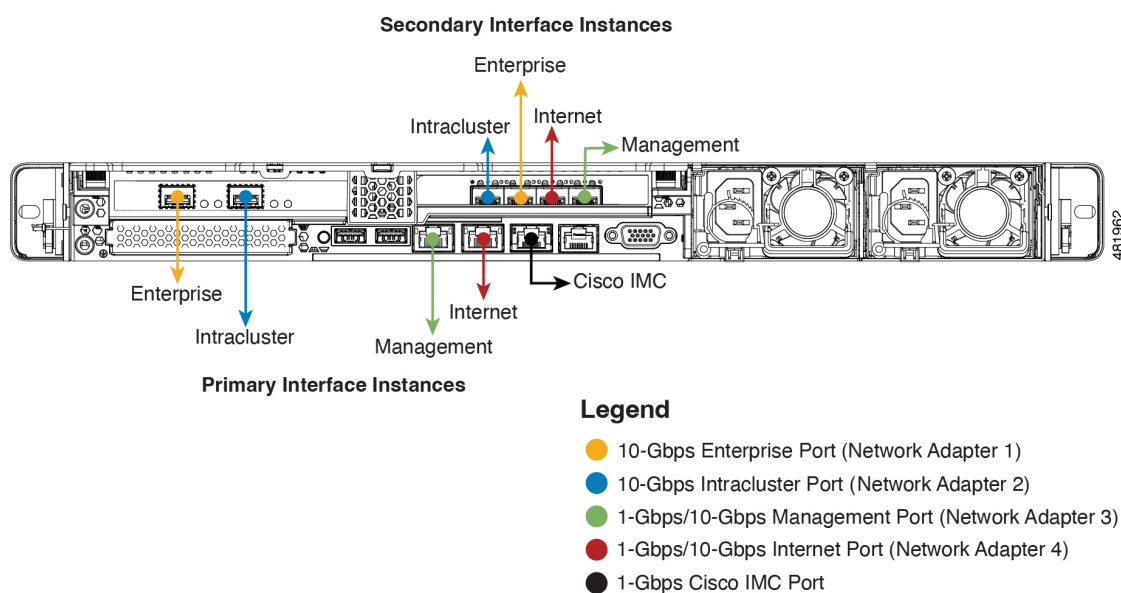 Secondary Interface Instances
Enterprise
Internet
Intracluster
Management
Cisco IMC
Enterprise
Internet
Intracluster
Management
Primary Interface Instances
481962
Legend
10-Gbps Enterprise Port (Network Adapter 1)
10-Gbps Intracluster Port (Network Adapter 2)
1-Gbps/10-Gbps Management Port (Network Adapter 3)
1-Gbps/10-Gbps Internet Port (Network Adapter 4)
1-Gbps Cisco IMC Port